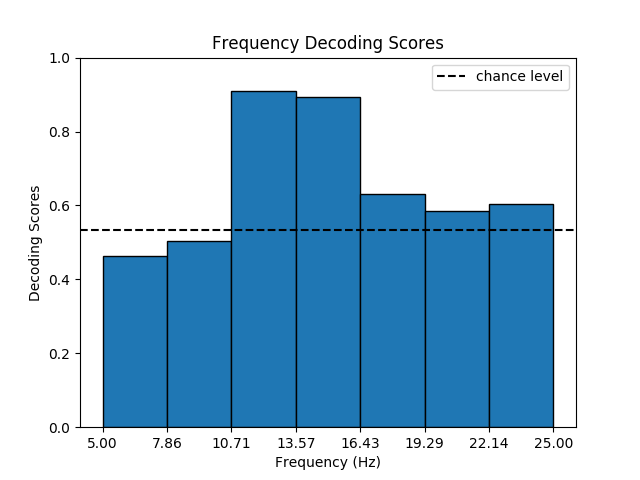 Frequency Decoding Scores
chance level
1.0
0.8
0.6
0.4
0.2
0.0
Decoding Scores
5.00 7.86 10.71 13.57 16.43 19.29 22.14 25.00
Frequency (Hz)